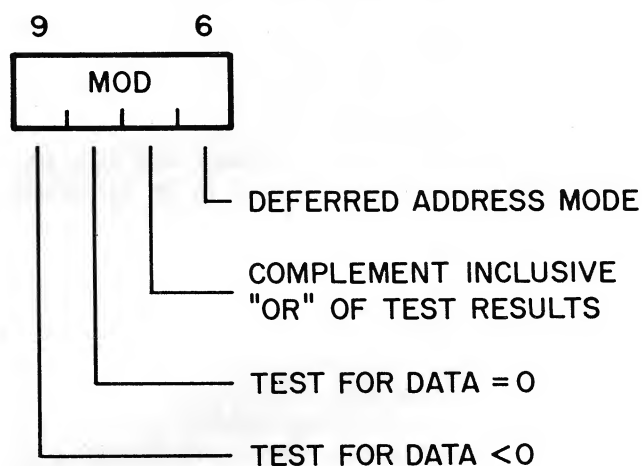 9 6
MOD
DEFERRED ADDRESS MODE
COMPLEMENT INCLUSIVE
"OR" OF TEST RESULTS
TEST FOR DATA = 0
TEST FOR DATA <0